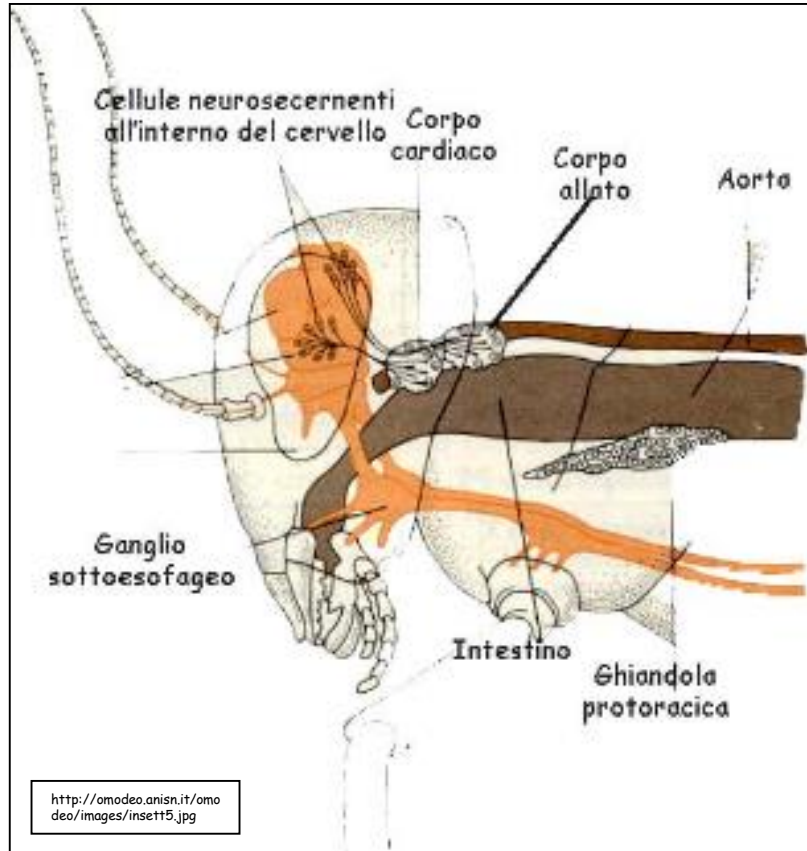 Cellule neurosecernenti
all'interno del cervello
Corpo
cardiaco
Corpo
allato
Aorta
Ganglio
sottoesofageo
Intestino
Ghiandola
protoracica
http://omodeo.anisn.it/omo
deo/images/insett5.jpg